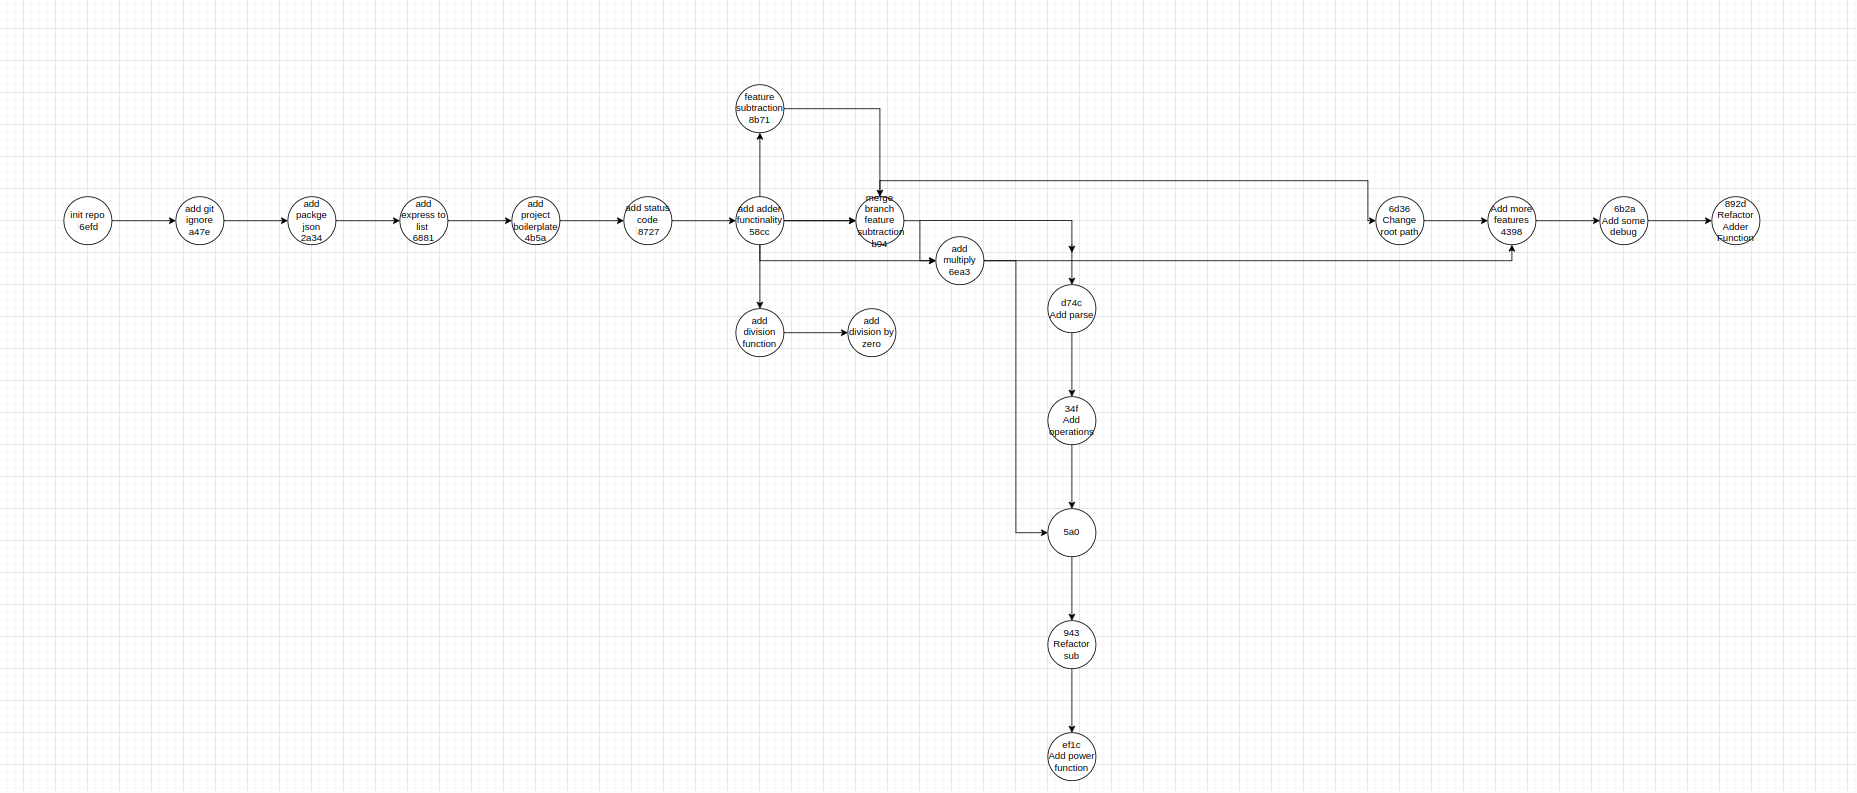 feature
subtraction
8b71
init repo
6efd
add git
ignore
a47e
add
packge
json
2a34
add
express to
list
6881
add
project
boilerplate
4b5a
add status
code
8727
add adder
functinality
58cc
merge
branch
feature
subtraction
b94
6d36
Change
root path
Add more
features
4398
6b2a
Add some
debug
892d
Refactor
Adder
Function
add
multiply
6ea3
d74c
Add parse
add
division
function
add
division by
zero
34f
Add
operations
5a0
943
Refactor
sub
ef1c
Add power
function